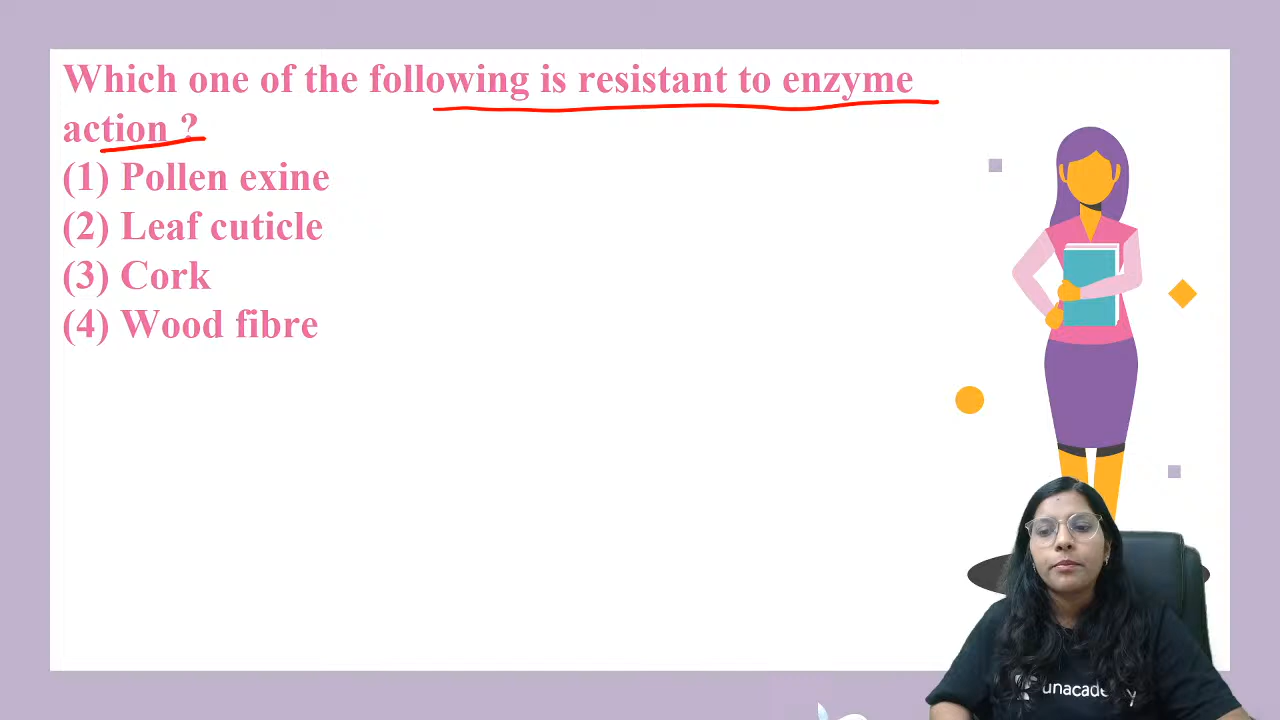 Which one of the following is resistant to enzyme
action ?
(1) Pollen exine
(2) Leaf cuticle
(3) Cork
(4) Wood fibre
unacademy